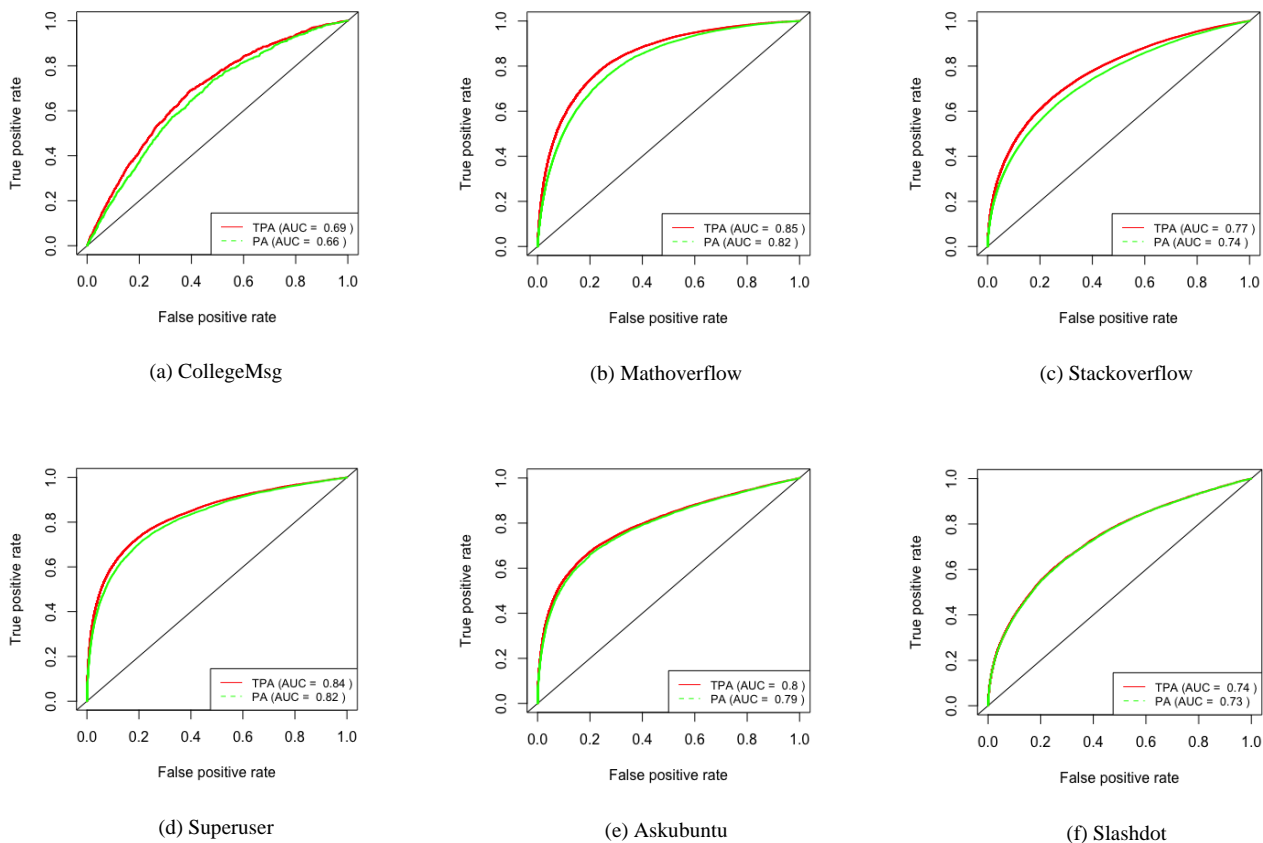 1.0
0.8
0.6
0.4
0.2
0.0
True positive rate
TPA (AUC = 0.69 )
PA (AUC = 0.66 )
0.0 0.2 0.4 0.6 0.8 1.0
False positive rate
(a) CollegeMsg
1.0
0.8
0.6
0.4
0.2
0.0
True positive rate
TPA (AUC = 0.85 )
PA (AUC = 0.82 )
0.0 0.2 0.4 0.6 0.8 1.0
False positive rate
(b) Mathoverflow
1.0
0.8
0.6
0.4
0.2
0.0
True positive rate
TPA (AUC = 0.77 )
PA (AUC = 0.74 )
0.0 0.2 0.4 0.6 0.8 1.0
False positive rate
(c) Stackoverflow
1.0
0.8
0.6
0.4
0.2
0.0
True positive rate
TPA (AUC = 0.84 )
PA (AUC = 0.82 )
0.0 0.2 0.4 0.6 0.8 1.0
False positive rate
(d) Superuser
1.0
0.8
0.6
0.4
0.2
0.0
True positive rate
TPA (AUC = 0.8 )
PA (AUC = 0.79 )
0.0 0.2 0.4 0.6 0.8 1.0
False positive rate
(e) Askubuntu
1.0
0.8
0.6
0.4
0.2
0.0
True positive rate
TPA (AUC = 0.74 )
PA (AUC = 0.73 )
0.0 0.2 0.4 0.6 0.8 1.0
False positive rate
(f) Slashdot